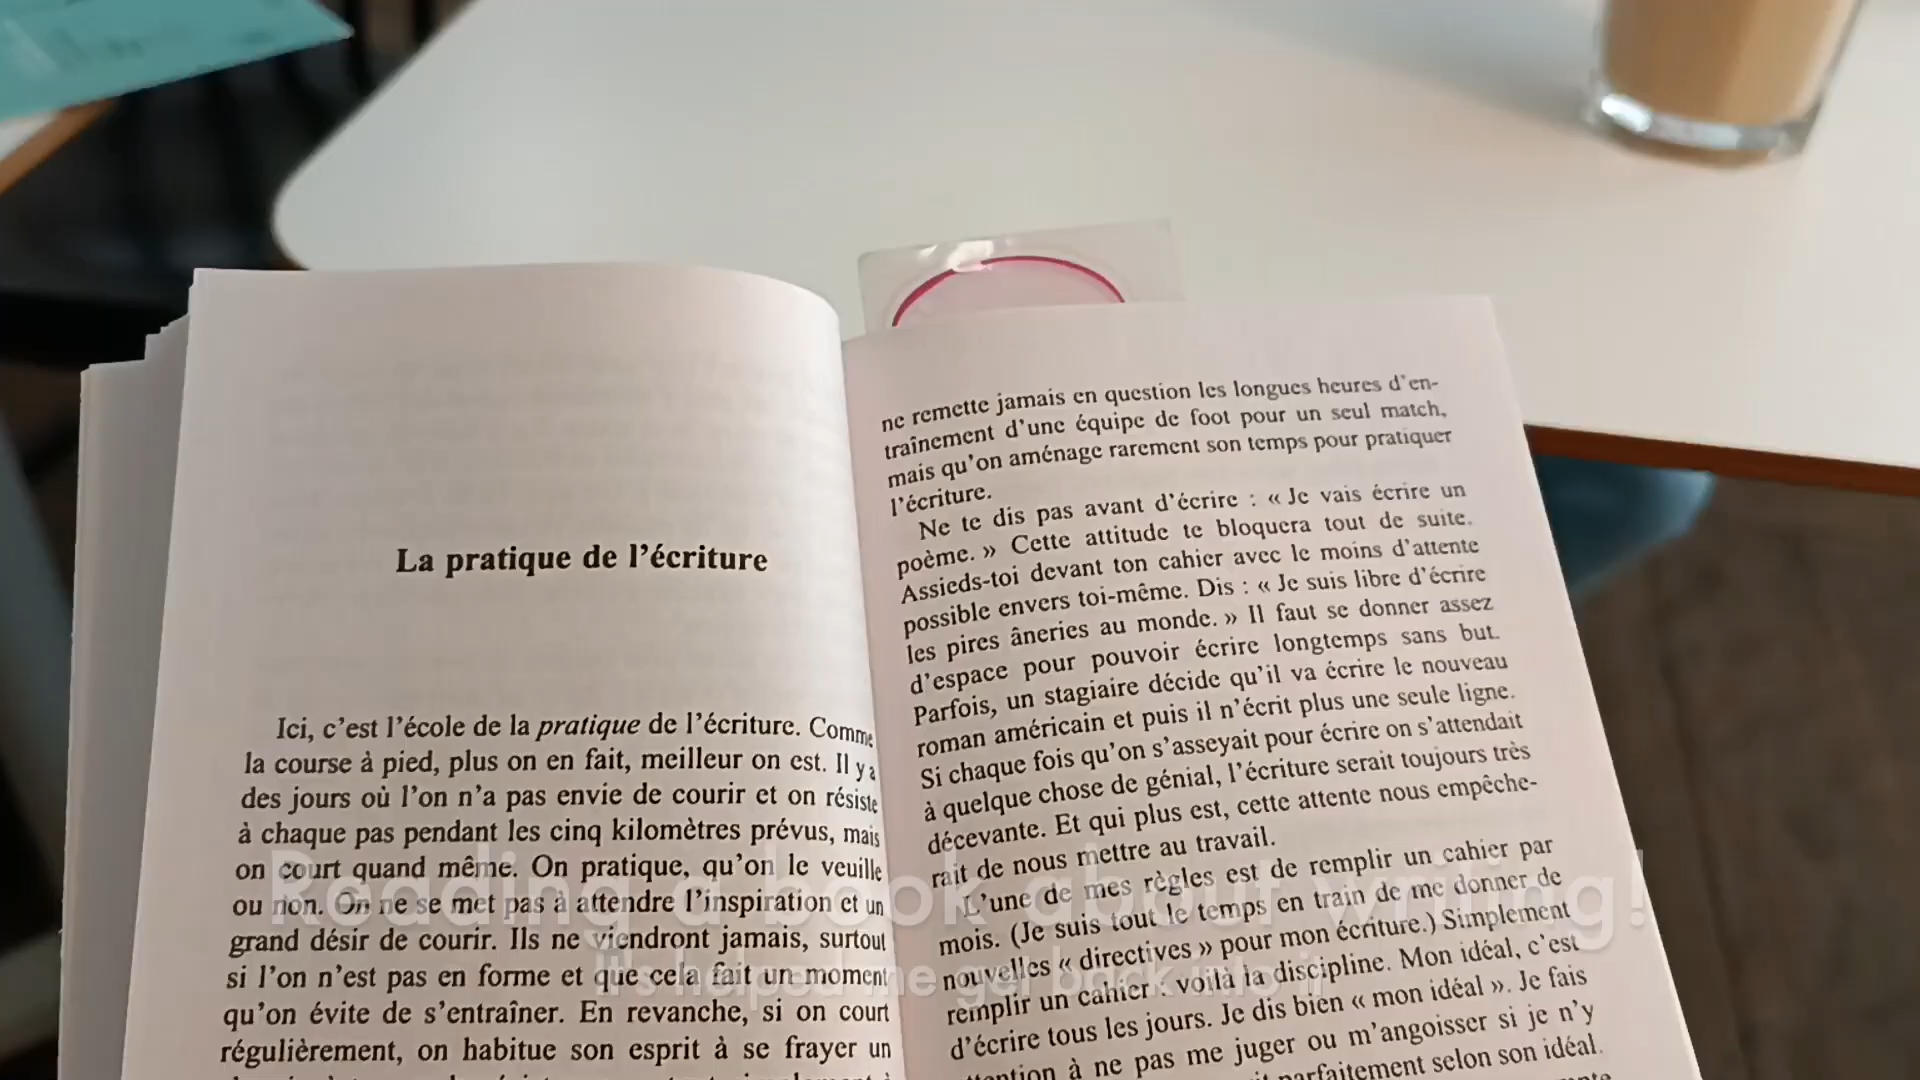 La pratique de l'écriture
Ici, c'est l'école de la pratique de l'écriture. Comme
la course à pied, plus on en fait, meilleur on est. Il y a
des jours où l'on n'a pas envie de courir et on résiste
à chaque pas pendant les cinq kilomètres prévus, mais
on court quand même. On pratique, qu'on le veuille
ou non. On ne se met pas à attendre l'inspiration et un
grand désir de courir. Ils ne viendront jamais, surtout
si l'on n'est pas en forme et que cela fait un moment
qu'on évite de s'entraîner. En revanche, si on court
régulièrement, on habitue son esprit à se frayer un
ne remette jamais en question les longues heures d'en-
traînement d'une équipe de foot pour un seul match,
mais qu'on aménage rarement son temps pour pratiquer
l'écriture.
Ne te dis pas avant d'écrire : « Je vais écrire un
poème. » Cette attitude te bloquera tout de suite.
Assieds-toi devant ton cahier avec le moins d'attente
possible envers toi-même. Dis : « Je suis libre d'écrire
les pires âneries au monde. » Il faut se donner assez
d'espace pour pouvoir écrire longtemps sans but.
Parfois, un stagiaire décide qu'il va écrire le nouveau
roman américain et puis il n'écrit plus une seule ligne.
Si chaque fois qu'on s'asseyait pour écrire on s'attendait
à quelque chose de génial, l'écriture serait toujours très
décevante. Et qui plus est, cette attente nous empêche-
rait de nous mettre au travail.
L'une de mes règles est de remplir un cahier par
mois. (Je suis tout le temps en train de me donner de
nouvelles « directives » pour mon écriture.) Simplement
remplir un cahier : voilà la discipline. Mon idéal, c'est
d'écrire tous les jours. Je dis bien « mon idéal ». Je fais
attention à ne pas me juger ou m'angoisser si je n'y
parfaitement selon son idéal.
Reading a book about writing!
it's helped me get back into it